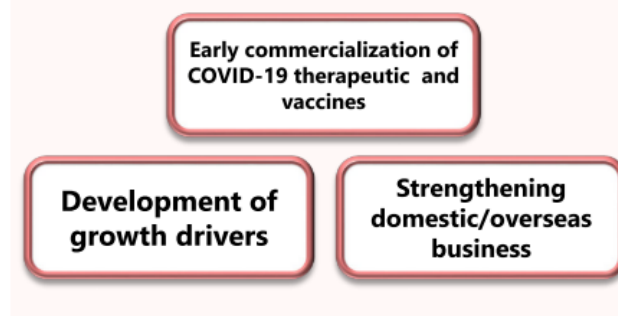 Early commercialization of
COVID-19 therapeutic and
vaccines
Development of
growth drivers
Strengthening
domestic/overseas
business